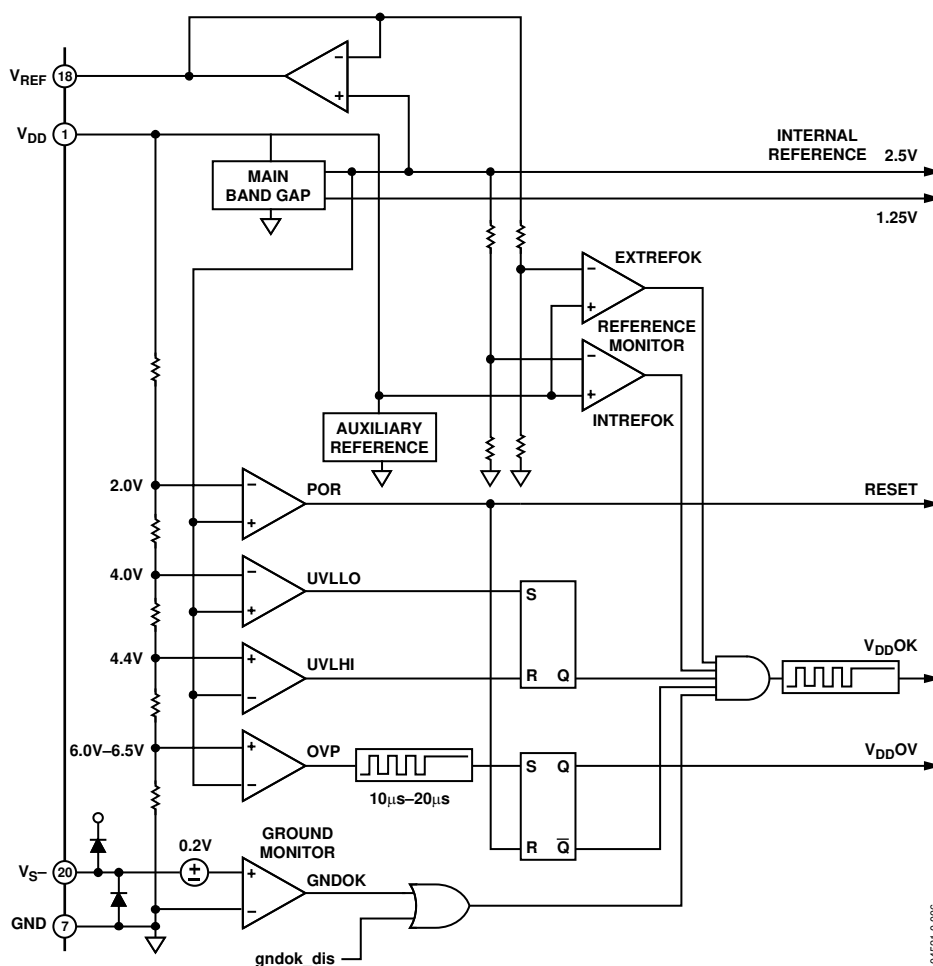 VREF 18
− +
VDD 1
INTERNAL
REFERENCE 2.5V
MAIN
BAND GAP
1.25V
EXTREFOK
− +
REFERENCE
MONITOR
− +
INTREFOK
AUXILIARY
REFERENCE
2.0V − + POR RESET
4.0V − + UVLLO
S
4.4V + − UVLHI
R Q
VDDOK
6.0V–6.5V + − OVP
10µs–20µs
S Q
VDDOV
R Q̅
GROUND
MONITOR
0.2V
±
VS− 20
+ − GNDOK
GND 7
gndok_dis